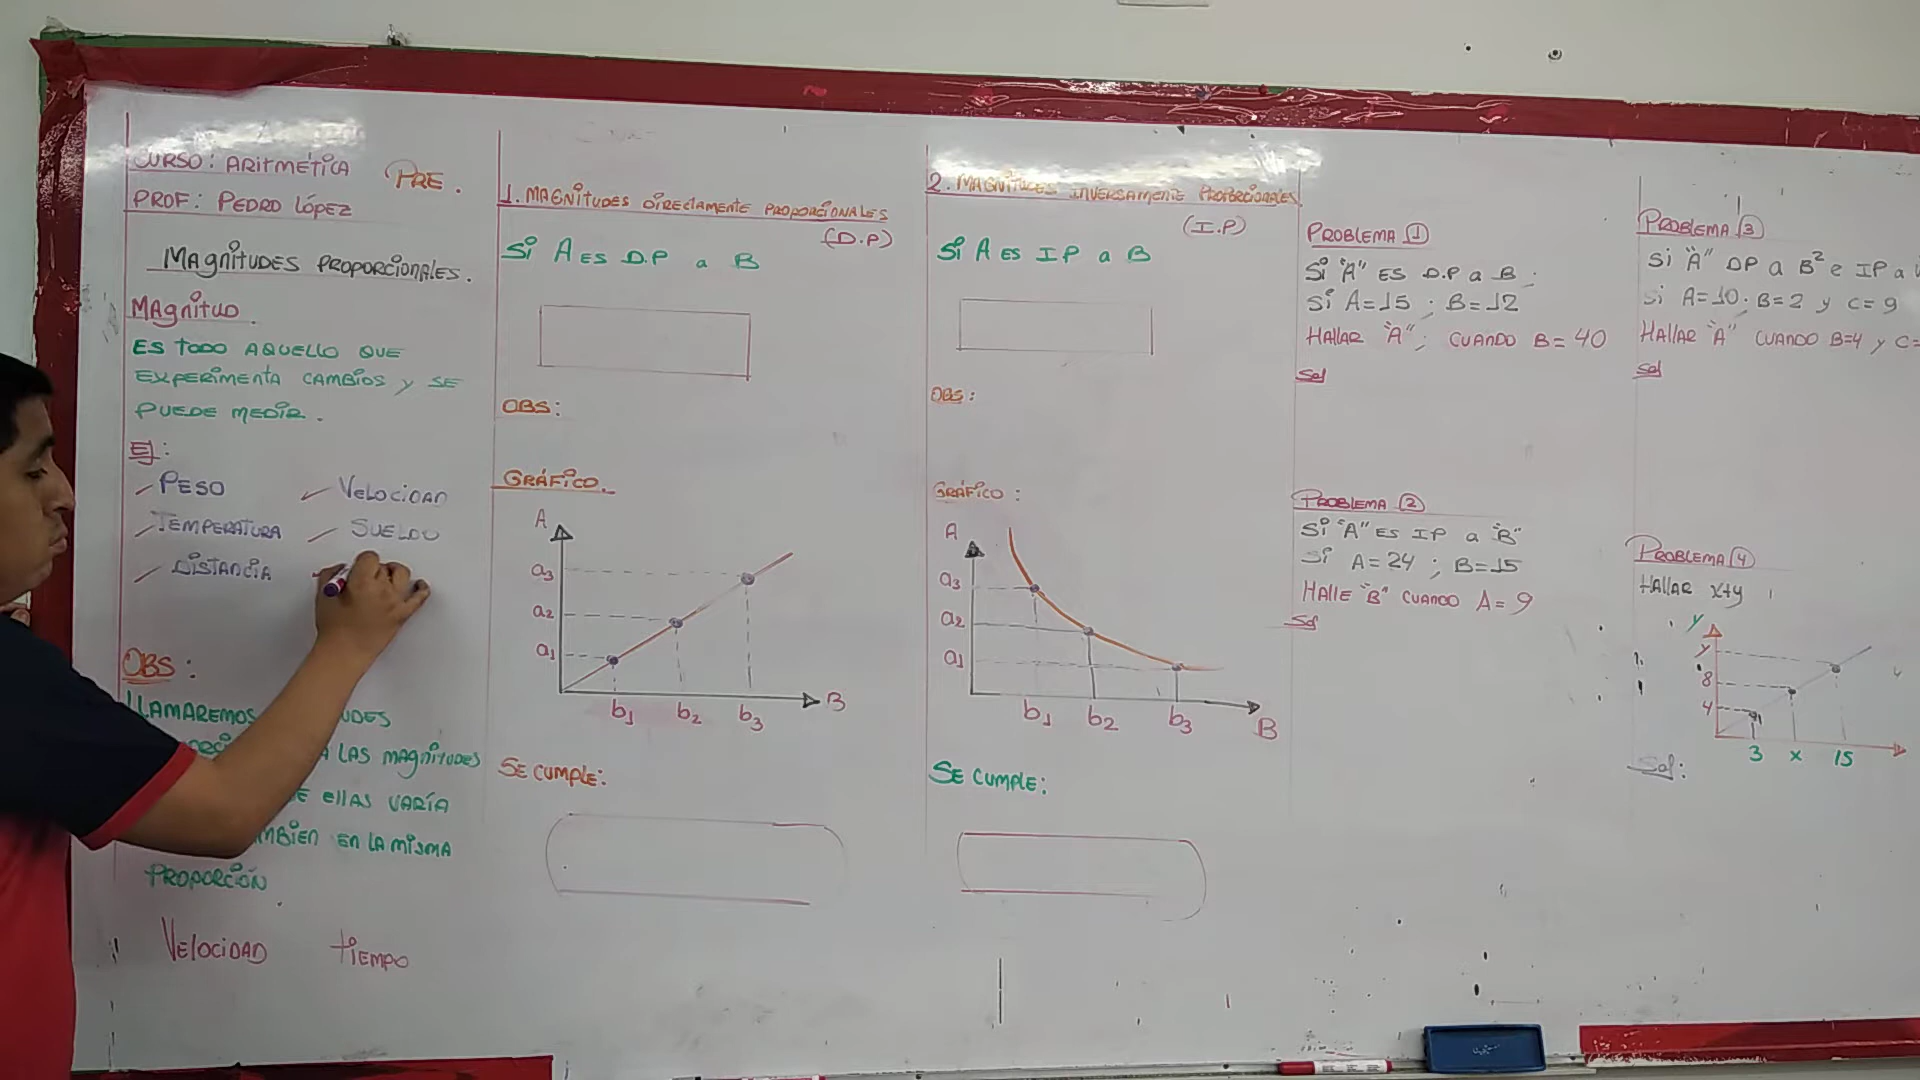 CURSO: ARITMÉTICA
PRE.
PROF: PEDRO LÓPEZ
MAGNITUDES PROPORCIONALES.
MAGNITUD.
ES TODO AQUELLO QUE
EXPERIMENTA CAMBIOS Y SE
PUEDE MEDIR.
EJ:
PESO
VELOCIDAD
TEMPERATURA
SUELDO
DISTANCIA
OBS:
LLAMAREMOS
A LAS MAGNITUDES
ELLAS VARÍA
EN LA MISMA
PROPORCIÓN
VELOCIDAD TIEMPO
1. MAGNITUDES DIRECTAMENTE PROPORCIONALES
(D.P)
SI A ES D.P a B
OBS:
GRÁFICO.
A
a3
a2
a1
b1 b2 b3
B
SE CUMPLE:
2. MAGNITUDES INVERSAMENTE PROPORCIONALES
(I.P)
SI A ES I P a B
OBS:
GRÁFICO:
A
a3
a2
a1
b1 b2 b3
B
SE CUMPLE:
PROBLEMA 1
SI "A" ES D.P a B;
SI A=15 ; B=12
HALLAR "A"; CUANDO B=40
Sol
PROBLEMA 2
SI "A" ES IP a "B"
SI A=24 ; B=15
HALLE "B" CUANDO A=9
Sol
PROBLEMA 3
SI "A" DP a B² e IP a
SI A=10. B=2 y C=9
HALLAR "A" CUANDO B=4 y C=
Sol
PROBLEMA 4
HALLAR x+y
y
y
8
4
3 x 15
Sol: